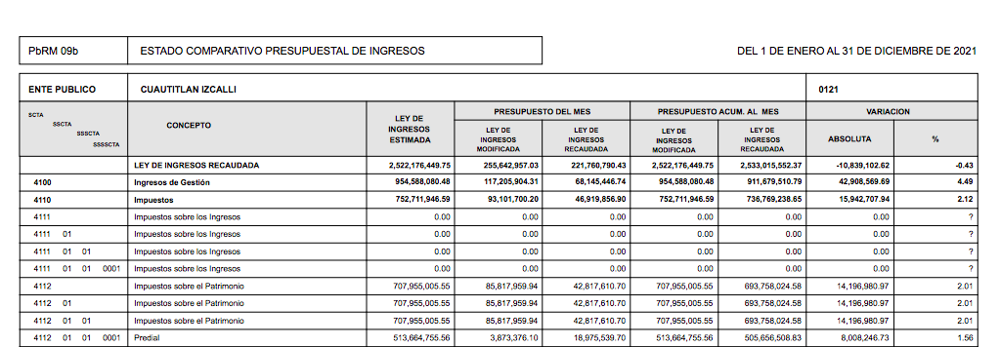 PbRM 09b ESTADO COMPARATIVO PRESUPUESTAL DE INGRESOS DEL 1 DE ENERO AL 31 DE DICIEMBRE DE 2021
ENTE PUBLICO CUAUTITLAN IZCALLI 0121
SCTA
SSCTA
SSSCTA
SSSSCTA
CONCEPTO
LEY DE
INGRESOS
ESTIMADA
PRESUPUESTO DEL MES
LEY DE
INGRESOS
MODIFICADA
LEY DE
INGRESOS
RECAUDADA
PRESUPUESTO ACUM. AL MES
LEY DE
INGRESOS
MODIFICADA
LEY DE
INGRESOS
RECAUDADA
VARIACION
ABSOLUTA
%
LEY DE INGRESOS RECAUDADA 2,522,176,449.75 255,642,957.03 221,760,790.43 2,522,176,449.75 2,533,015,552.37 -10,839,102.62 -0.43
4100 Ingresos de Gestión 954,588,080.48 117,205,904.31 68,145,446.74 954,588,080.48 911,679,510.79 42,908,569.69 4.49
4110 Impuestos 752,711,946.59 93,101,700.20 46,919,856.90 752,711,946.59 736,769,238.65 15,942,707.94 2.12
4111 Impuestos sobre los Ingresos 0.00 0.00 0.00 0.00 0.00 0.00 ?
4111 01 Impuestos sobre los Ingresos 0.00 0.00 0.00 0.00 0.00 0.00 ?
4111 01 01 Impuestos sobre los Ingresos 0.00 0.00 0.00 0.00 0.00 0.00 ?
4111 01 01 0001 Impuestos sobre los Ingresos 0.00 0.00 0.00 0.00 0.00 0.00 ?
4112 Impuestos sobre el Patrimonio 707,955,005.55 85,817,959.94 42,817,610.70 707,955,005.55 693,758,024.58 14,196,980.97 2.01
4112 01 Impuestos sobre el Patrimonio 707,955,005.55 85,817,959.94 42,817,610.70 707,955,005.55 693,758,024.58 14,196,980.97 2.01
4112 01 01 Impuestos sobre el Patrimonio 707,955,005.55 85,817,959.94 42,817,610.70 707,955,005.55 693,758,024.58 14,196,980.97 2.01
4112 01 01 0001 Predial 513,664,755.56 3,873,376.10 18,975,539.70 513,664,755.56 505,656,508.83 8,008,246.73 1.56